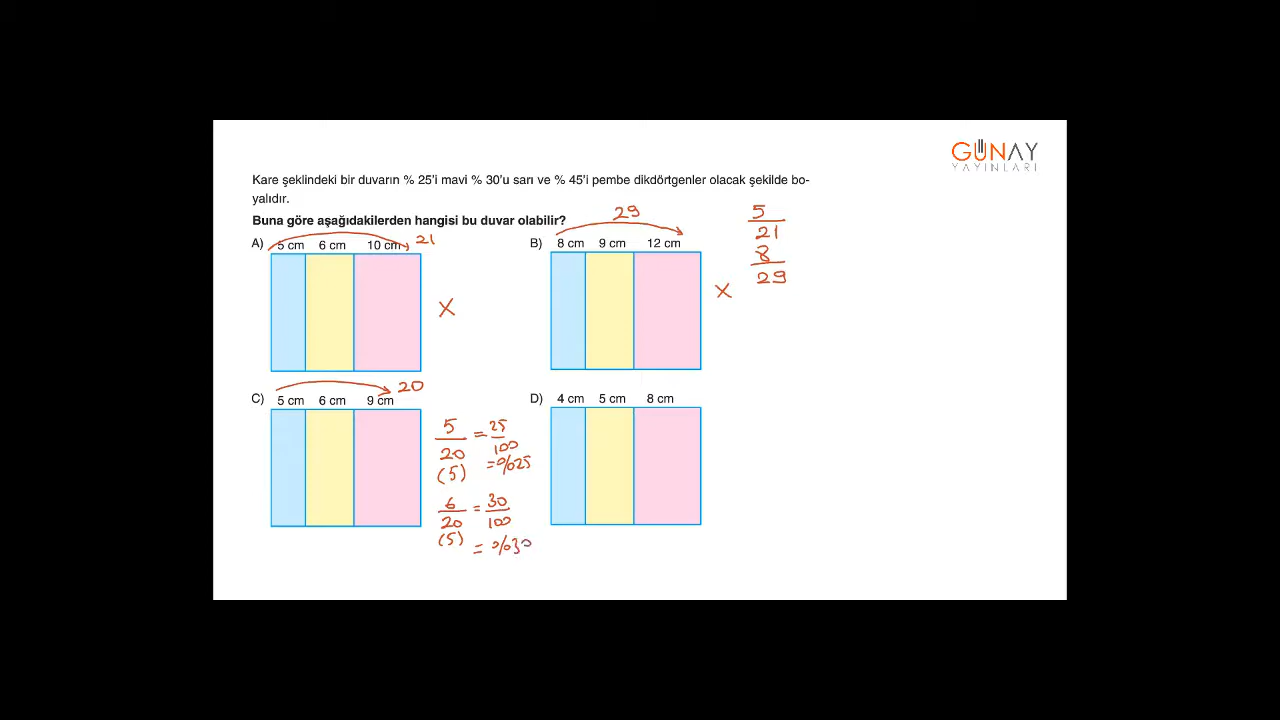 GÜNAY
YAYINLARI
Kare şeklindeki bir duvarın % 25'i mavi % 30'u sarı ve % 45'i pembe dikdörtgenler olacak şekilde bo-
yalıdır.
Buna göre aşağıdakilerden hangisi bu duvar olabilir?
A) 5 cm 6 cm 10 cm 21
X
B) 8 cm 9 cm 12 cm
29
X
5
21
8
29
C) 5 cm 6 cm 9 cm 20
5
20
(5)
= 25
100
= %25
6
20
(5)
= 30
100
= %30
D) 4 cm 5 cm 8 cm